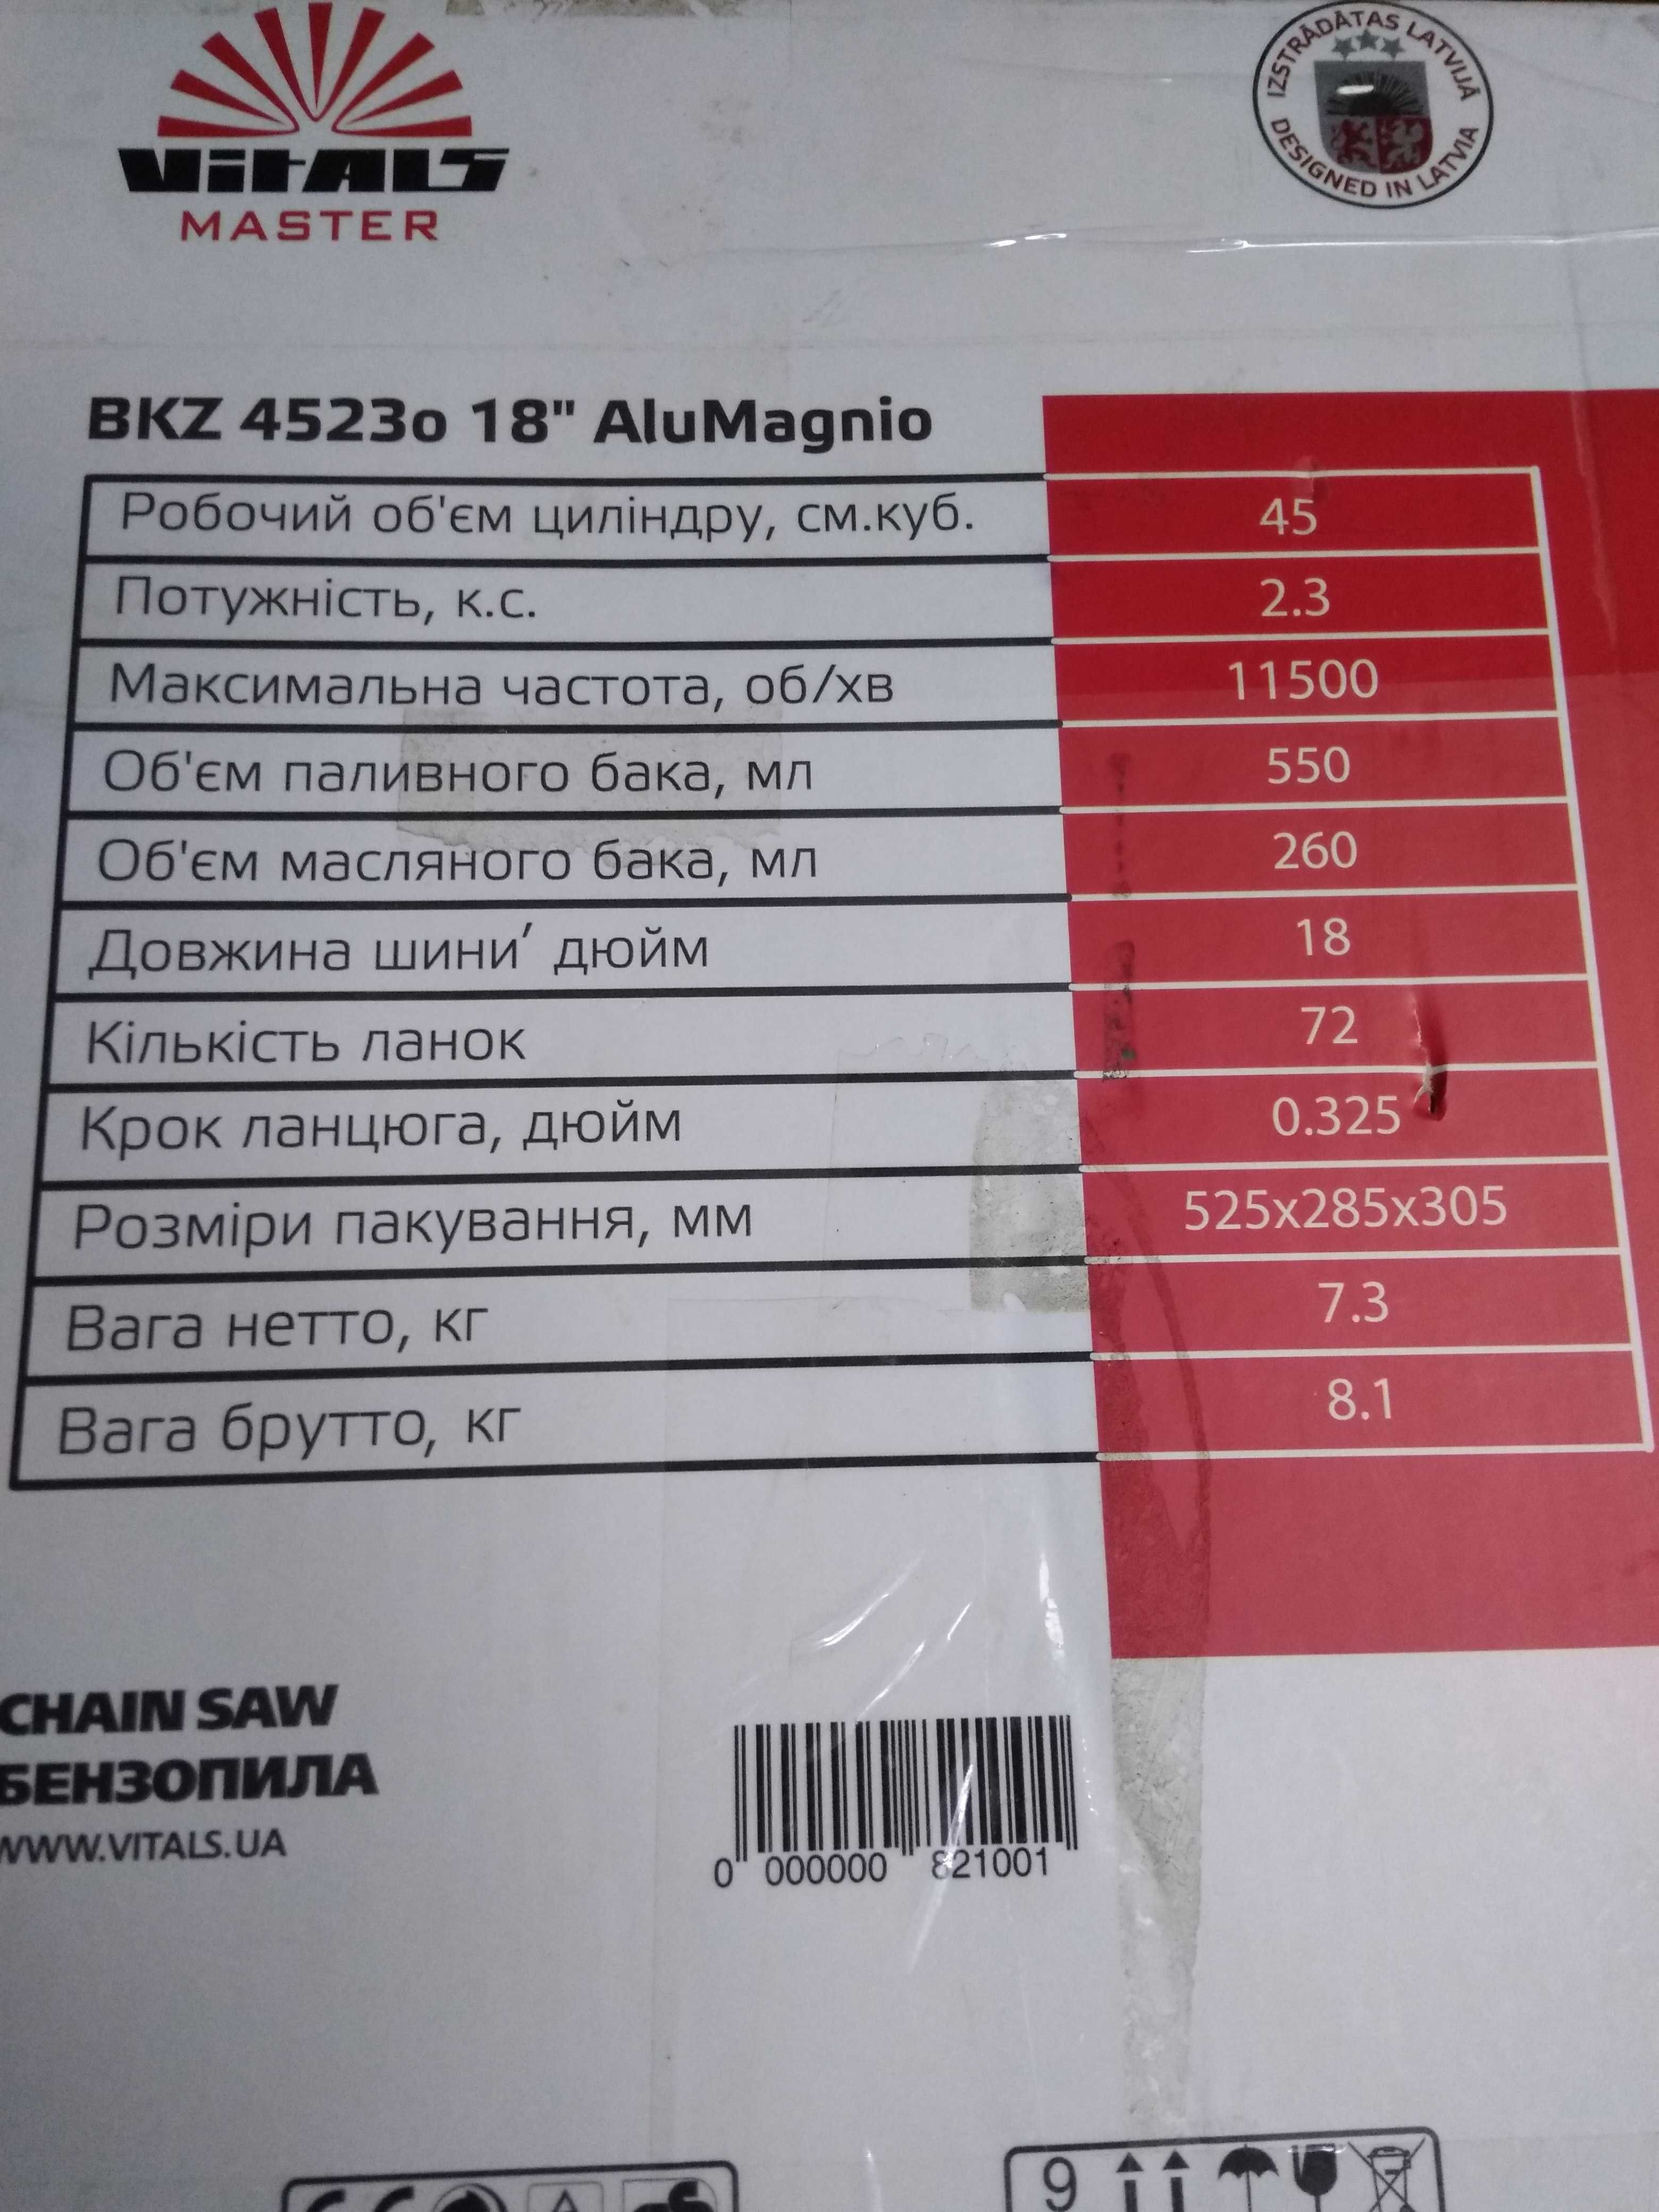 VITALS
MASTER
IZSTRĀDĀTAS LATVIJĀ
DESIGNED IN LATVIA
BKZ 4523o 18" AluMagnio
Робочий об'єм циліндру, см.куб. 45
Потужність, к.с. 2.3
Максимальна частота, об/хв 11500
Об'єм паливного бака, мл 550
Об'єм масляного бака, мл 260
Довжина шини′ дюйм 18
Кількість ланок 72
Крок ланцюга, дюйм 0.325
Розміри пакування, мм 525x285x305
Вага нетто, кг 7.3
Вага брутто, кг 8.1
CHAIN SAW
БЕНЗОПИЛА
WWW.VITALS.UA
0 000000 821001
9